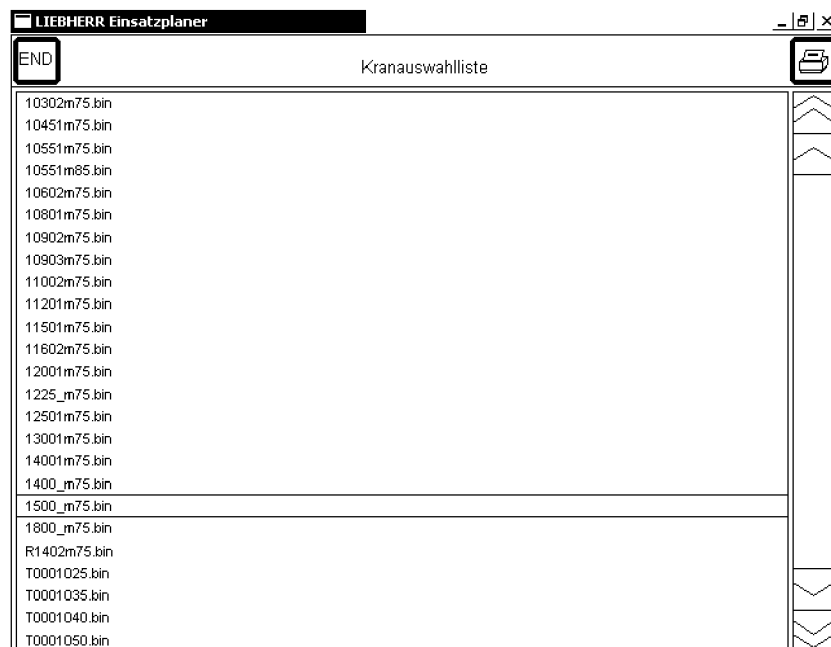 LIEBHERR Einsatzplaner
END
Kranauswahlliste
10302m75.bin
10451m75.bin
10551m75.bin
10551m85.bin
10602m75.bin
10801m75.bin
10902m75.bin
10903m75.bin
11002m75.bin
11201m75.bin
11501m75.bin
11602m75.bin
12001m75.bin
1225_m75.bin
12501m75.bin
13001m75.bin
14001m75.bin
1400_m75.bin
1500_m75.bin
1800_m75.bin
R1402m75.bin
T0001025.bin
T0001035.bin
T0001040.bin
T0001050.bin